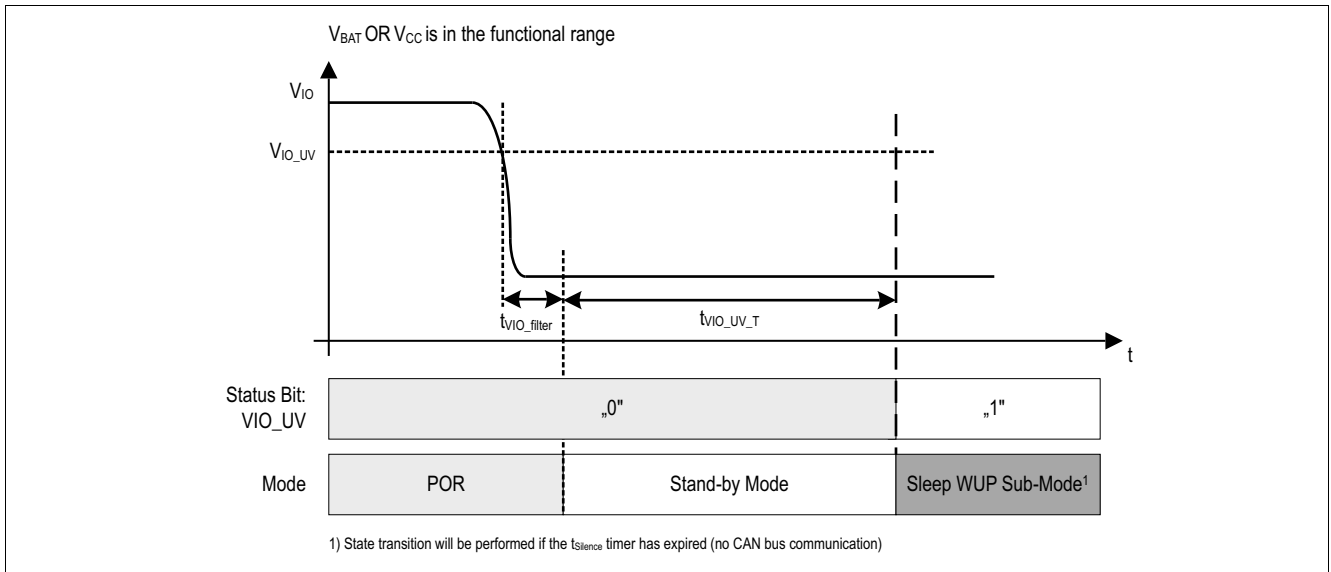 VBAT OR VCC is in the functional range
VIO
VIO_UV
tVIO_filter
tVIO_UV_T
t
Status Bit:
VIO_UV
„0"
„1"
Mode
POR
Stand-by Mode
Sleep WUP Sub-Mode¹
1) State transition will be performed if the tSilence timer has expired (no CAN bus communication)